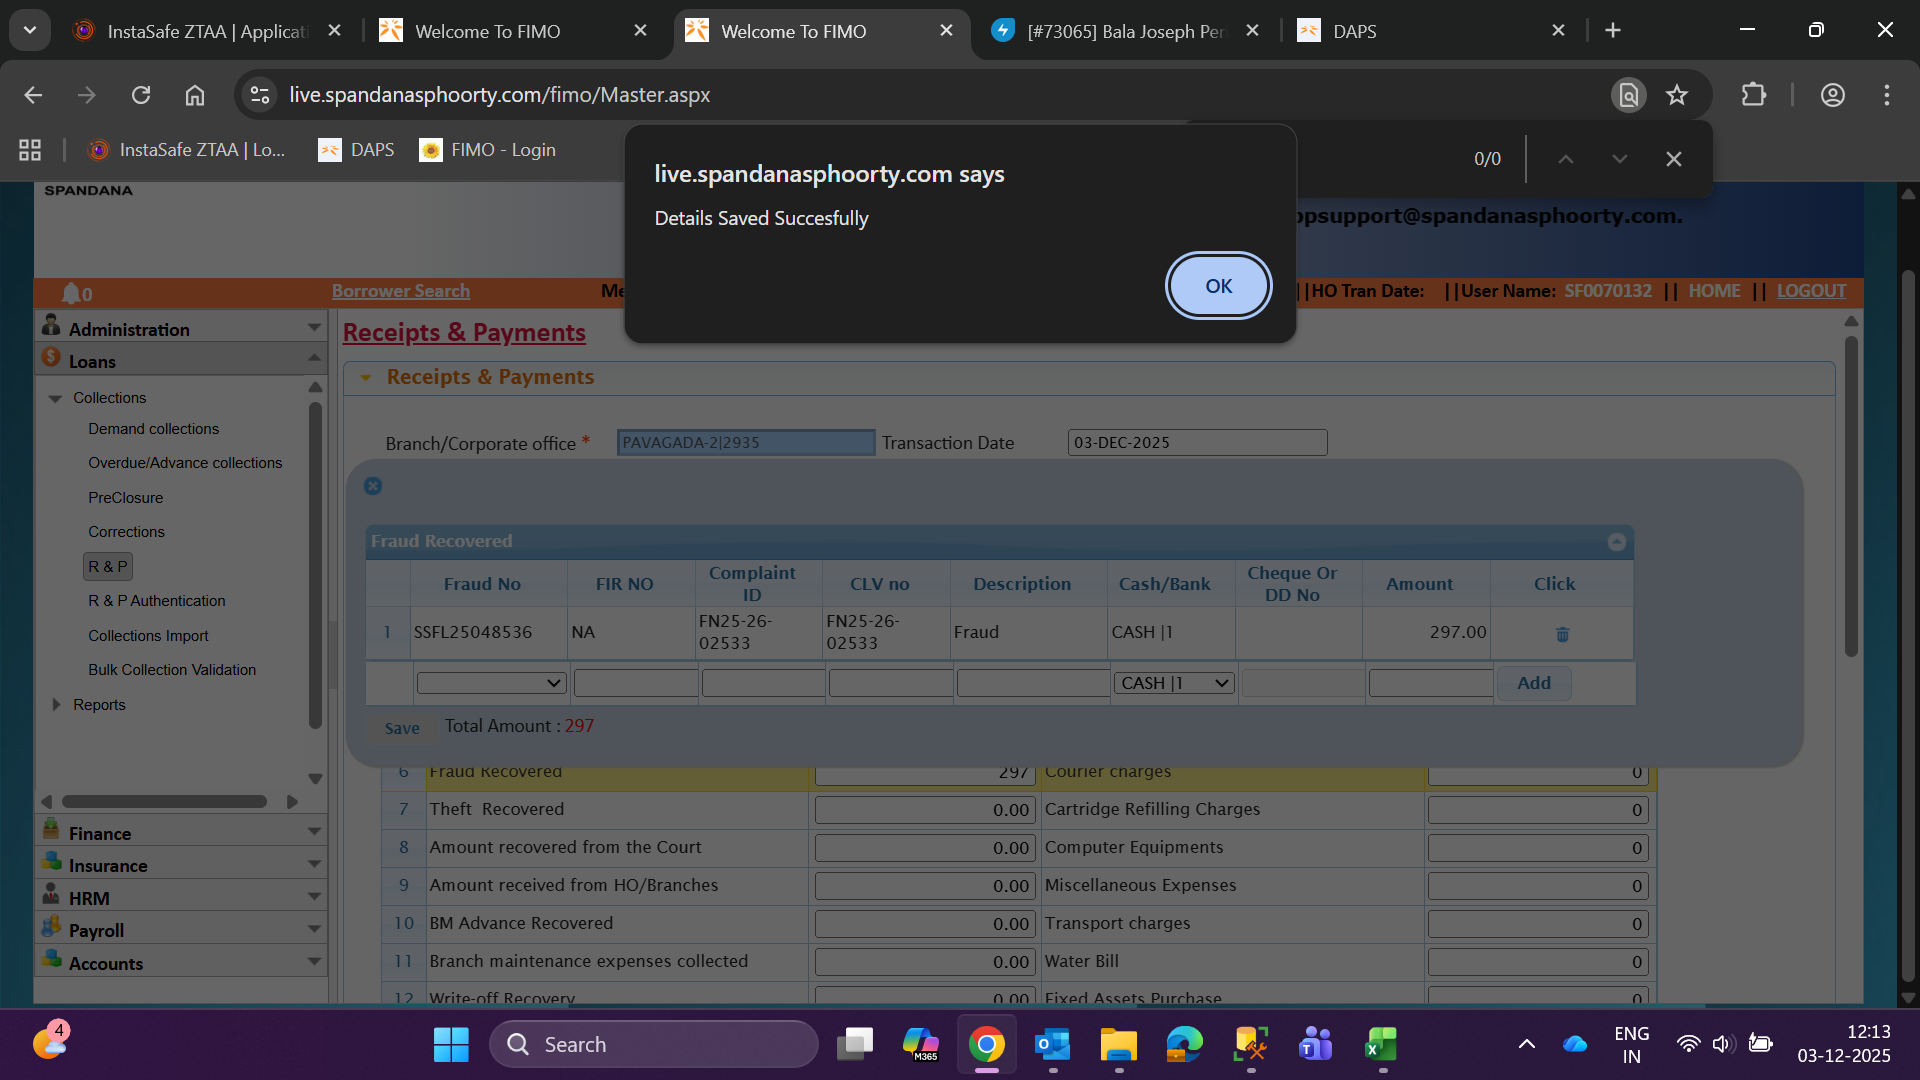 InstaSafe ZTAA | Applicati
Welcome To FIMO
Welcome To FIMO
[#73065] Bala Joseph Per
DAPS
live.spandanasphoorty.com/fimo/Master.aspx
InstaSafe ZTAA | Lo...
DAPS
FIMO - Login
0/0
live.spandanasphoorty.com says
Details Saved Succesfully
OK
SPANDANA
ppsupport@spandanasphoorty.com.
0
Borrower Search
Me
||HO Tran Date: ||User Name: SF0070132 || HOME || LOGOUT
Administration
Loans
Collections
Demand collections
Overdue/Advance collections
PreClosure
Corrections
R & P
R & P Authentication
Collections Import
Bulk Collection Validation
Reports
Finance
Insurance
HRM
Payroll
Accounts
Receipts & Payments
Receipts & Payments
Branch/Corporate office * PAVAGADA-2|2935 Transaction Date 03-DEC-2025
Fraud Recovered
Fraud No FIR NO Complaint ID CLV no Description Cash/Bank Cheque Or DD No Amount Click
1 SSFL25048536 NA FN25-26-02533 FN25-26-02533 Fraud CASH |1 297.00
CASH |1 Add
Save Total Amount : 297
6 Fraud Recovered 297 Courier charges 0
7 Theft Recovered 0.00 Cartridge Refilling Charges 0
8 Amount recovered from the Court 0.00 Computer Equipments 0
9 Amount received from HO/Branches 0.00 Miscellaneous Expenses 0
10 BM Advance Recovered 0.00 Transport charges 0
11 Branch maintenance expenses collected 0.00 Water Bill 0
12 Write-off Recovery 0.00 Fixed Assets Purchase 0
4
Search
M365
ENG
IN
12:13
03-12-2025